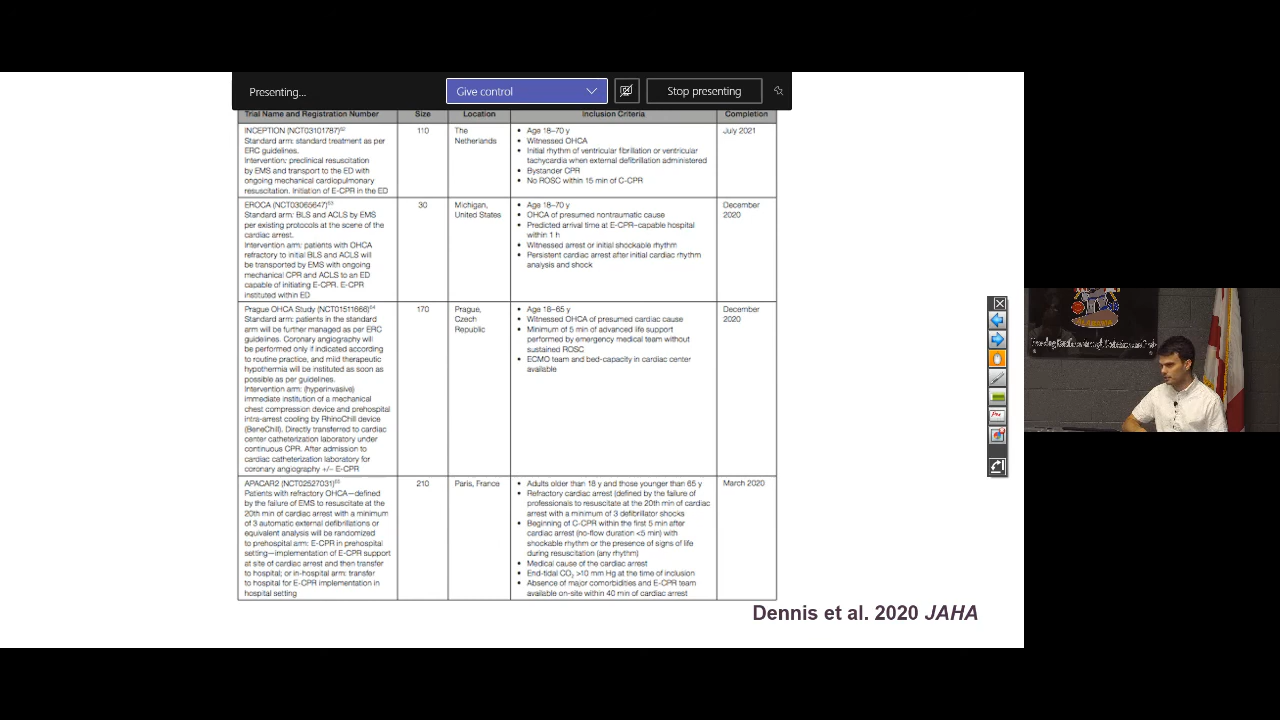 Presenting...
Give control
Stop presenting
Trial Name and Registration Number
Size
Location
Inclusion Criteria
Completion
INCEPTION (NCT03101787)
Standard arm: standard treatment as per
ERC guidelines.
Intervention: preclinical resuscitation
by EMS and transport to the ED with
ongoing mechanical cardiopulmonary
resuscitation. Initiation of E-CPR in the ED
110
The
Netherlands
• Age 18–70 y
• Witnessed OHCA
• Initial rhythm of ventricular fibrillation or ventricular
tachycardia when external defibrillation administered
• Bystander CPR
• No ROSC within 15 min of C-CPR
July 2021
EROCA (NCT03065647)
Standard arm: BLS and ACLS by EMS
per existing protocols at the scene of the
cardiac arrest.
Intervention arm: patients with OHCA
refractory to initial BLS and ACLS will
be transported by EMS with ongoing
mechanical CPR and ACLS to an ED
capable of initiating E-CPR. E-CPR
instituted within ED
30
Michigan,
United States
• Age 18–70 y
• OHCA of presumed nontraumatic cause
• Predicted arrival time at E-CPR–capable hospital
within 1 h
• Witnessed arrest or initial shockable rhythm
• Persistent cardiac arrest after initial cardiac rhythm
analysis and shock
December
2020
Prague OHCA Study (NCT01511666)
Standard arm: patients in the standard
arm will be further managed as per ERC
guidelines. Coronary angiography will
be performed only if indicated according
to routine practice, and mild therapeutic
hypothermia will be instituted as soon as
possible as per guidelines.
Intervention arm: (hyperinvasive)
immediate institution of a mechanical
chest compression device and prehospital
intra-arrest cooling by RhinoChill device
(BeneChill). Directly transferred to cardiac
center catheterization laboratory under
continuous CPR. After admission to
cardiac catheterization laboratory for
coronary angiography +/− E-CPR
170
Prague,
Czech
Republic
• Age 18–65 y
• Witnessed OHCA of presumed cardiac cause
• Minimum of 5 min of advanced life support
performed by emergency medical team without
sustained ROSC
• ECMO team and bed-capacity in cardiac center
available
December
2020
APACAR2 (NCT02527031)
Patients with refractory OHCA—defined
by the failure of EMS to resuscitate at the
20th min of cardiac arrest with a minimum
of 3 automatic external defibrillations or
equivalent analysis will be randomized
to prehospital arm: E-CPR in prehospital
setting—implementation of E-CPR support
at site of cardiac arrest and then transfer
to hospital; or in-hospital arm: transfer
to hospital for E-CPR implementation in
hospital setting
210
Paris, France
• Adults older than 18 y and those younger than 65 y
• Refractory cardiac arrest (defined by the failure of
professionals to resuscitate at the 20th min of cardiac
arrest with a minimum of 3 defibrillator shocks
• Beginning of C-CPR within the first 5 min after
cardiac arrest (no-flow duration <5 min) with
shockable rhythm or the presence of signs of life
during resuscitation (any rhythm)
• Medical cause of the cardiac arrest
• End-tidal CO₂ >10 mm Hg at the time of inclusion
• Absence of major comorbidities and E-CPR team
available on-site within 40 min of cardiac arrest
March 2020
Dennis et al. 2020 JAHA